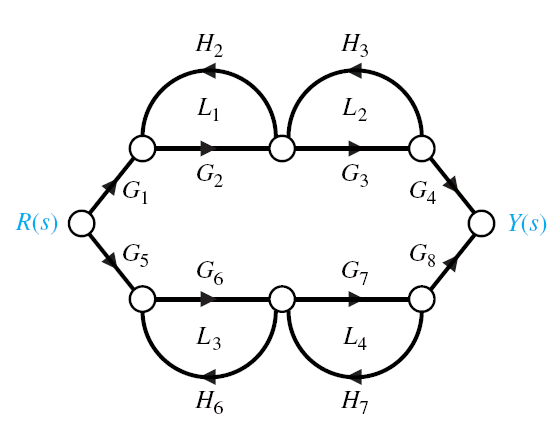 H₂ H₃
L₁ L₂
G₂ G₃
G₁ G₄
R(s) Y(s)
G₅ G₈
G₆ G₇
L₃ L₄
H₆ H₇